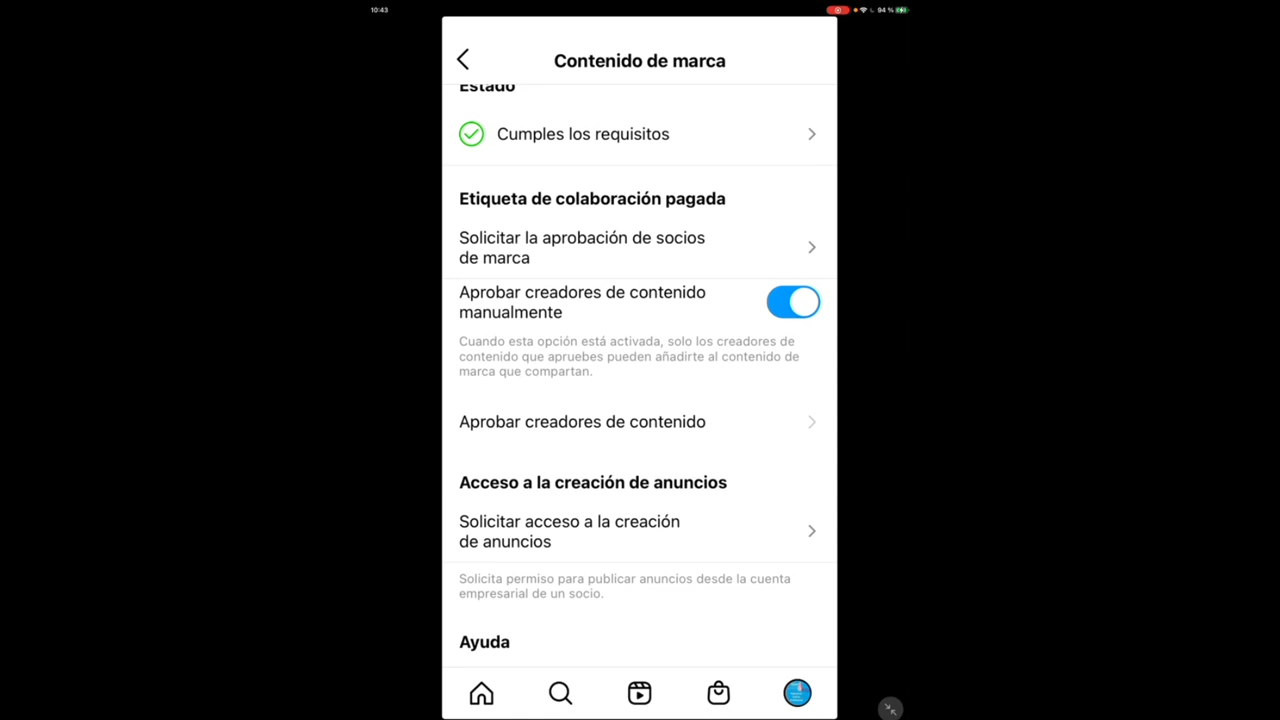 10:43
94 %
Contenido de marca
Estado
Cumples los requisitos
Etiqueta de colaboración pagada
Solicitar la aprobación de socios
de marca
Aprobar creadores de contenido
manualmente
Cuando esta opción está activada, solo los creadores de
contenido que apruebes pueden añadirte al contenido de
marca que compartan.
Aprobar creadores de contenido
Acceso a la creación de anuncios
Solicitar acceso a la creación
de anuncios
Solicita permiso para publicar anuncios desde la cuenta
empresarial de un socio.
Ayuda